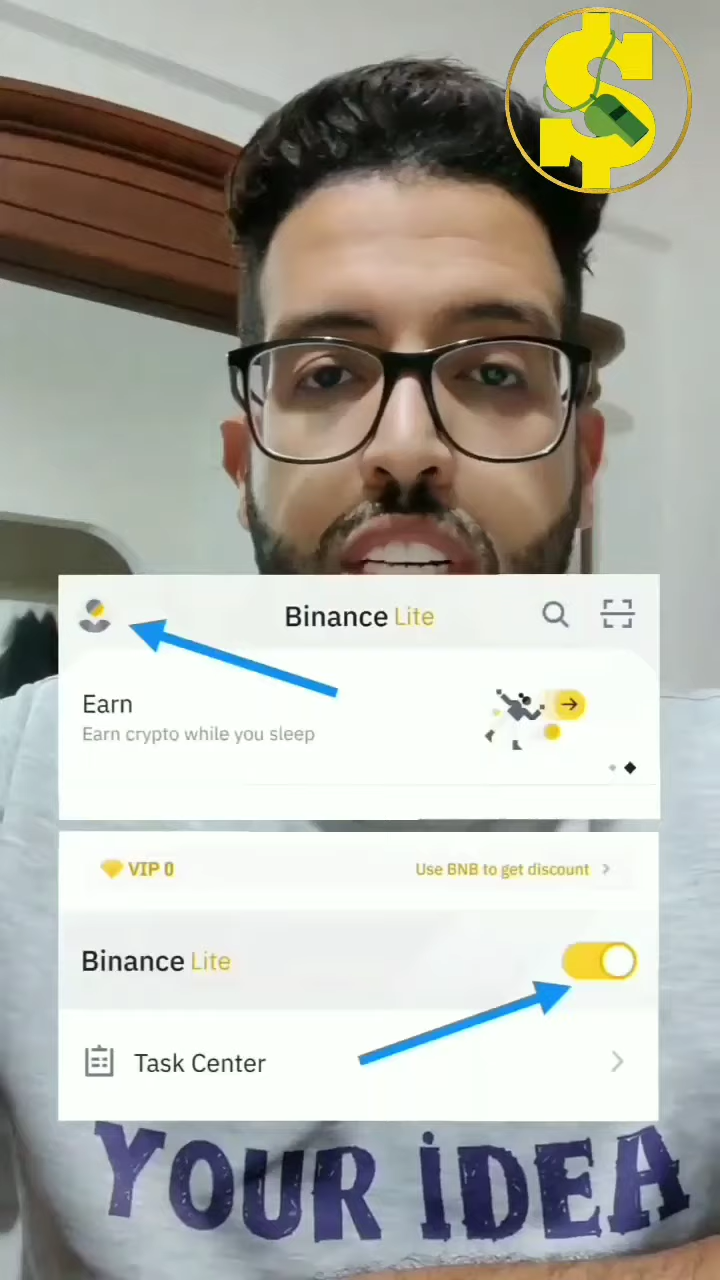 $
Binance Lite
Earn
Earn crypto while you sleep
VIP 0
Use BNB to get discount
Binance Lite
Task Center
YOUR iDEA